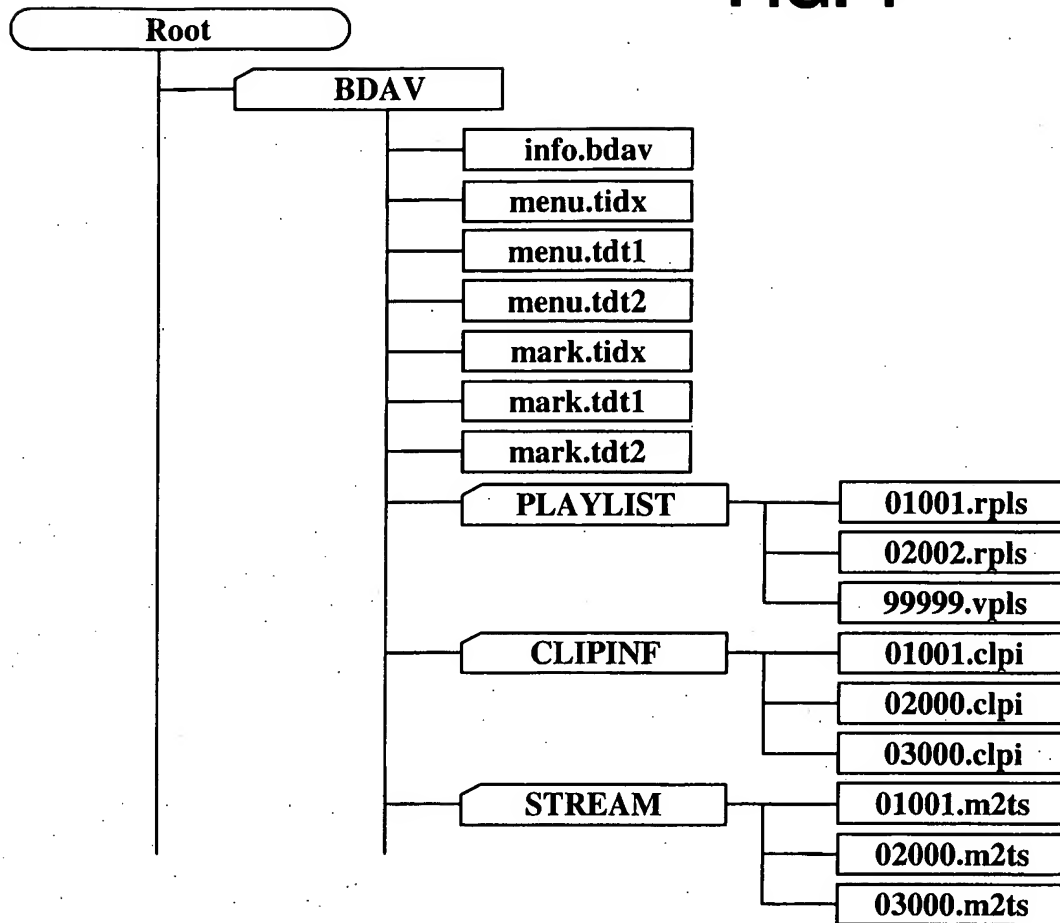 Root
BDAV
info.bdav
menu.tidx
menu.tdt1
menu.tdt2
mark.tidx
mark.tdt1
mark.tdt2
PLAYLIST
01001.rpls
02002.rpls
99999.vpls
CLIPINF
01001.clpi
02000.clpi
03000.clpi
STREAM
01001.m2ts
02000.m2ts
03000.m2ts